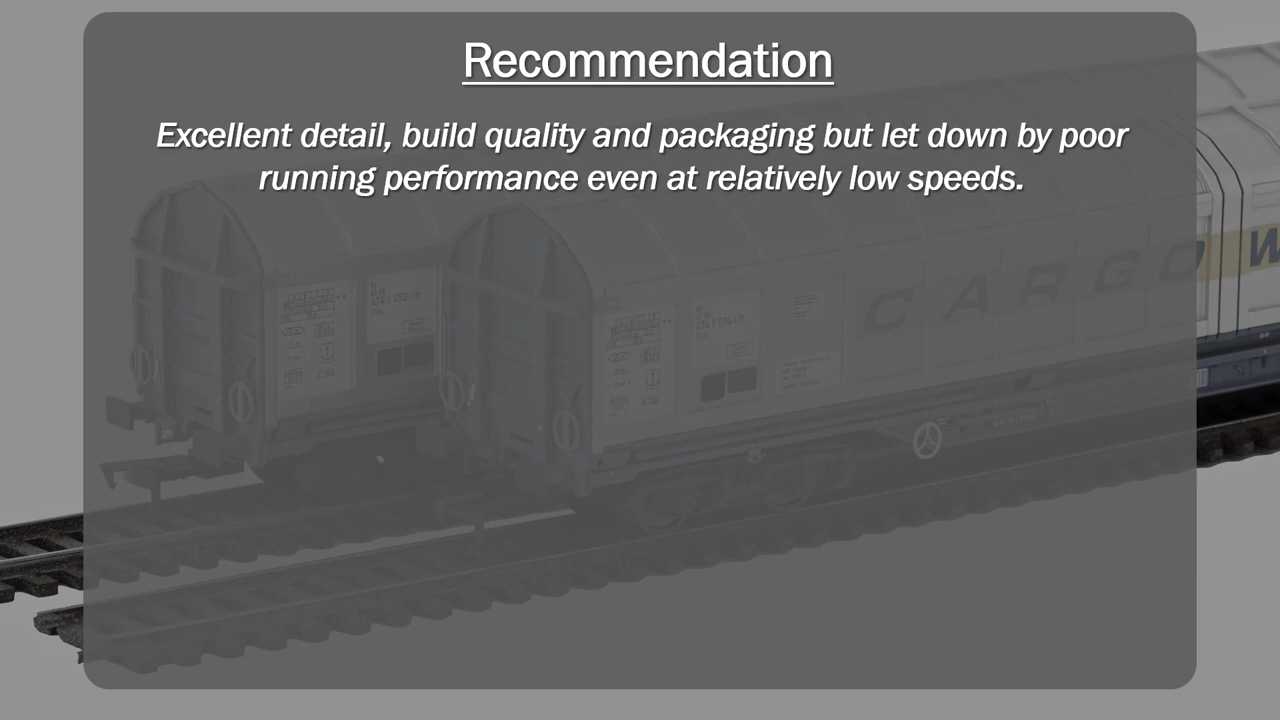 Recommendation
Excellent detail, build quality and packaging but let down by poor
running performance even at relatively low speeds.
CARGO W